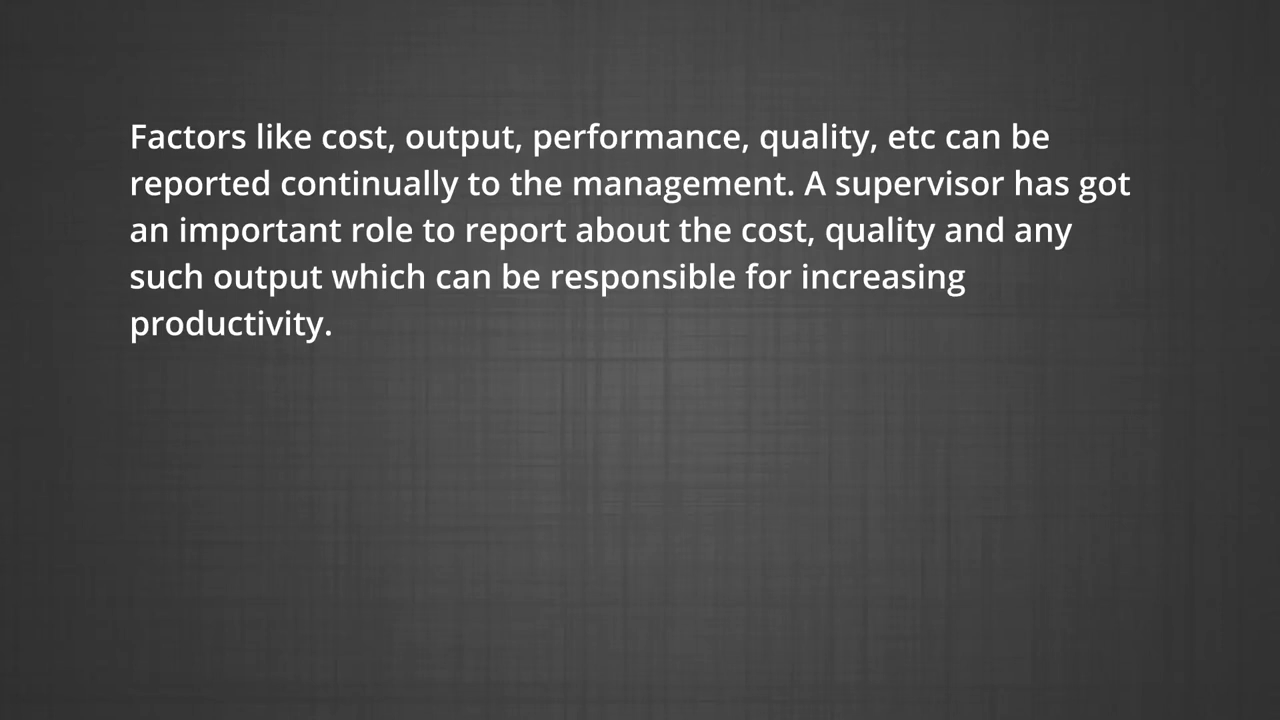 Factors like cost, output, performance, quality, etc can be
reported continually to the management. A supervisor has got
an important role to report about the cost, quality and any
such output which can be responsible for increasing
productivity.